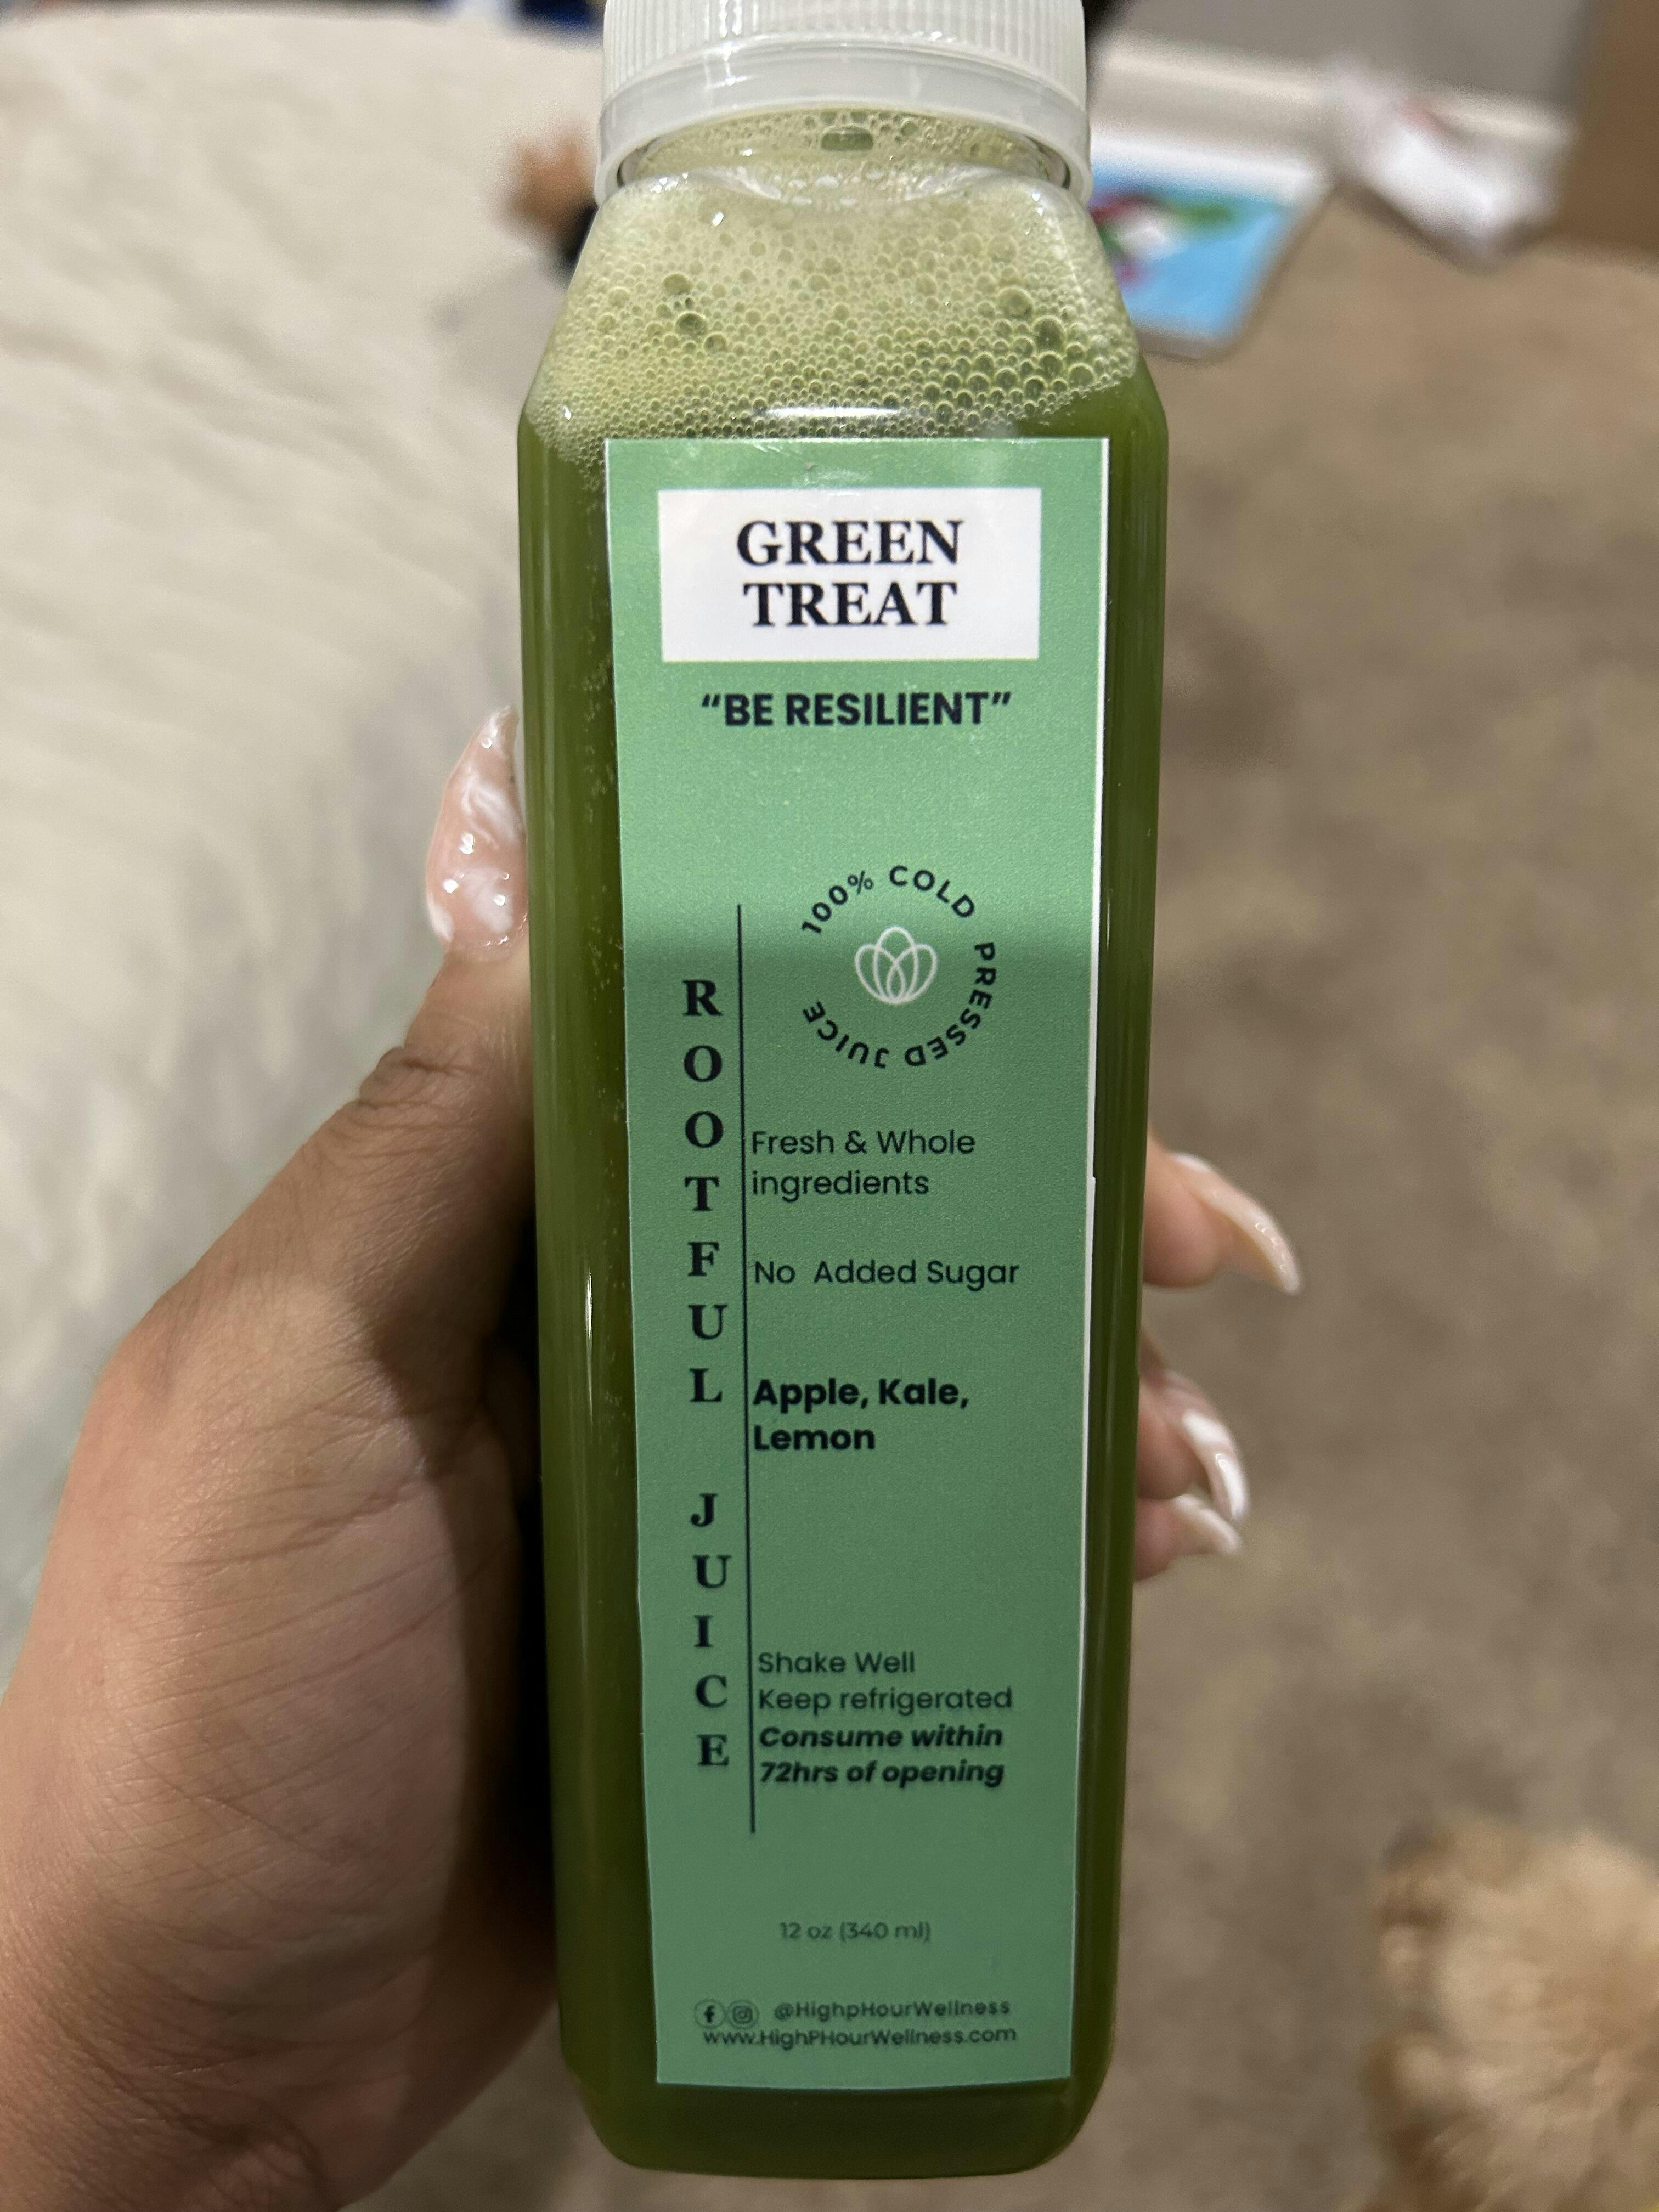 GREEN
TREAT
“BE RESILIENT”
100% COLD PRESSED JUICE
ROOTFUL JUICE
Fresh & Whole
ingredients
No Added Sugar
Apple, Kale,
Lemon
Shake Well
Keep refrigerated
Consume within
72hrs of opening
12 oz (340 ml)
@HighpHourWellness
www.HighPHourWellness.com